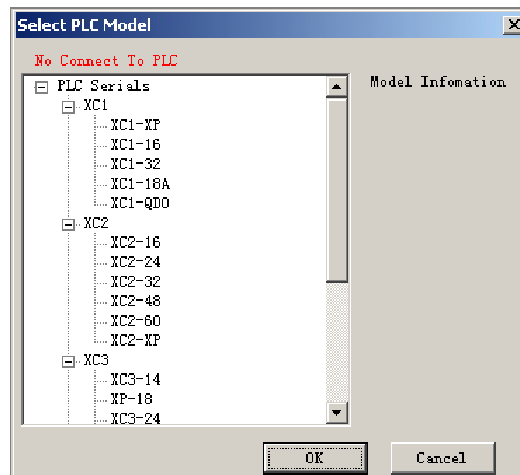 Select PLC Model
No Connect To PLC
PLC Serials
Model Infomation
XC1
XC1-XP
XC1-16
XC1-32
XC1-18A
XC1-QDO
XC2
XC2-16
XC2-24
XC2-32
XC2-48
XC2-60
XC2-XP
XC3
XC3-14
XP-18
XC3-24
OK
Cancel